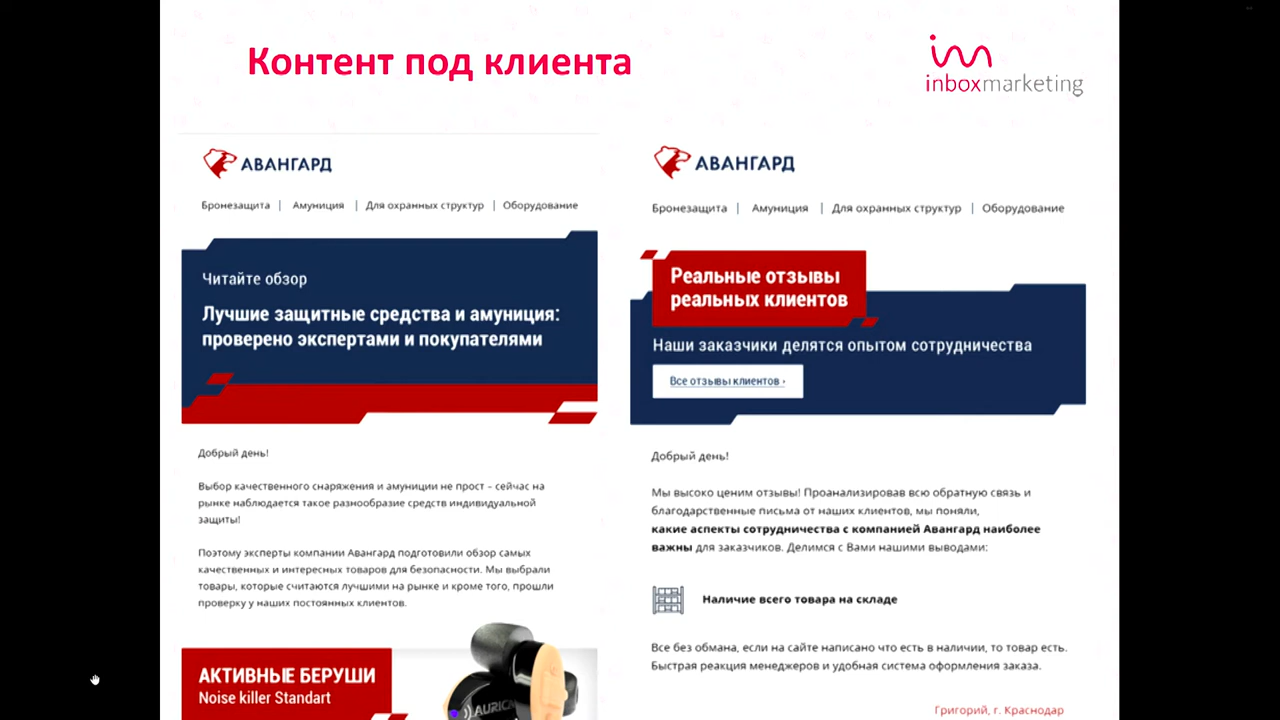 Контент под клиента
inboxmarketing
АВАНГАРД
Бронезащита | Амуниция | Для охранных структур | Оборудование
Читайте обзор
Лучшие защитные средства и амуниция:
проверено экспертами и покупателями
Добрый день!
Выбор качественного снаряжения и амуниции не прост – сейчас на
рынке наблюдается такое разнообразие средств индивидуальной
защиты!
Поэтому эксперты компании Авангард подготовили обзор самых
качественных и интересных товаров для безопасности. Мы выбрали
товары, которые считаются лучшими на рынке и кроме того, прошли
проверку у наших постоянных клиентов.
АКТИВНЫЕ БЕРУШИ
Noise killer Standart
АВАНГАРД
Бронезащита | Амуниция | Для охранных структур | Оборудование
Реальные отзывы
реальных клиентов
Наши заказчики делятся опытом сотрудничества
Все отзывы клиентов ›
Добрый день!
Мы высоко ценим отзывы! Проанализировав всю обратную связь и
благодарственные письма от наших клиентов, мы поняли,
какие аспекты сотрудничества с компанией Авангард наиболее
важны для заказчиков. Делимся с Вами нашими выводами:
Наличие всего товара на складе
Все без обмана, если на сайте написано что есть в наличии, то товар есть.
Быстрая реакция менеджеров и удобная система оформления заказа.
Григорий, г. Краснодар